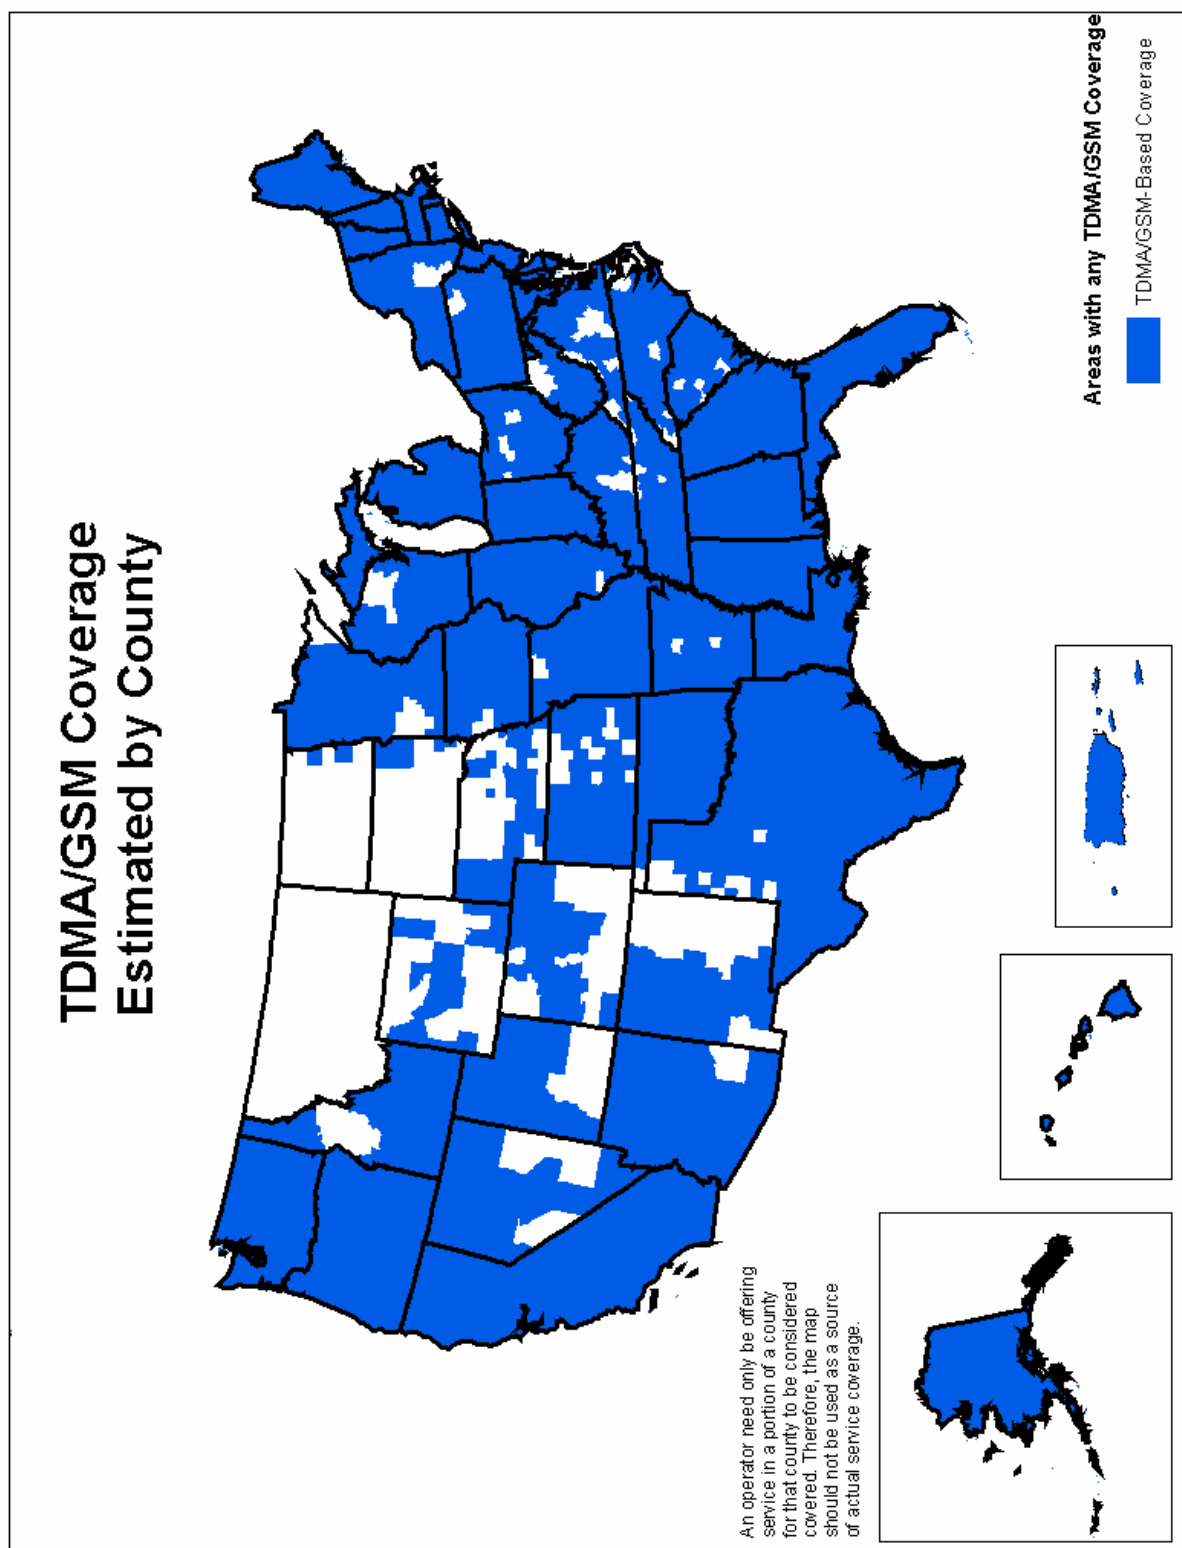 TDMA/GSM Coverage
Estimated by County
Areas with any TDMA/GSM Coverage
TDMA/GSM-Based Coverage
An operator need only be offering
service in a portion of a county
for that county to be considered
covered. Therefore, the map
should not be used as a source
of actual service coverage.